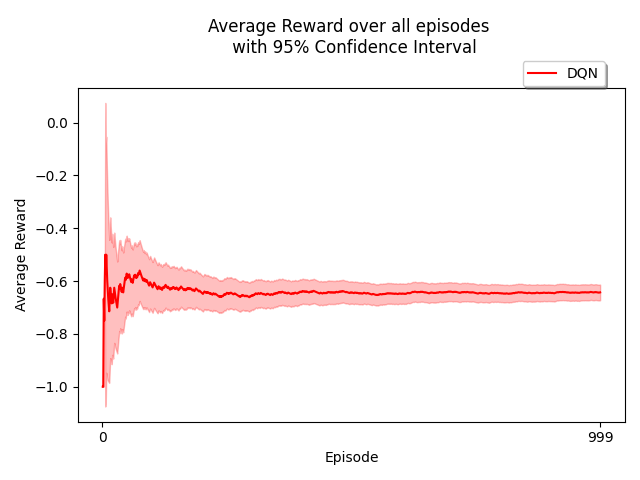 Average Reward over all episodes
with 95% Confidence Interval
DQN
Average Reward
0.0
−0.2
−0.4
−0.6
−0.8
−1.0
0
999
Episode